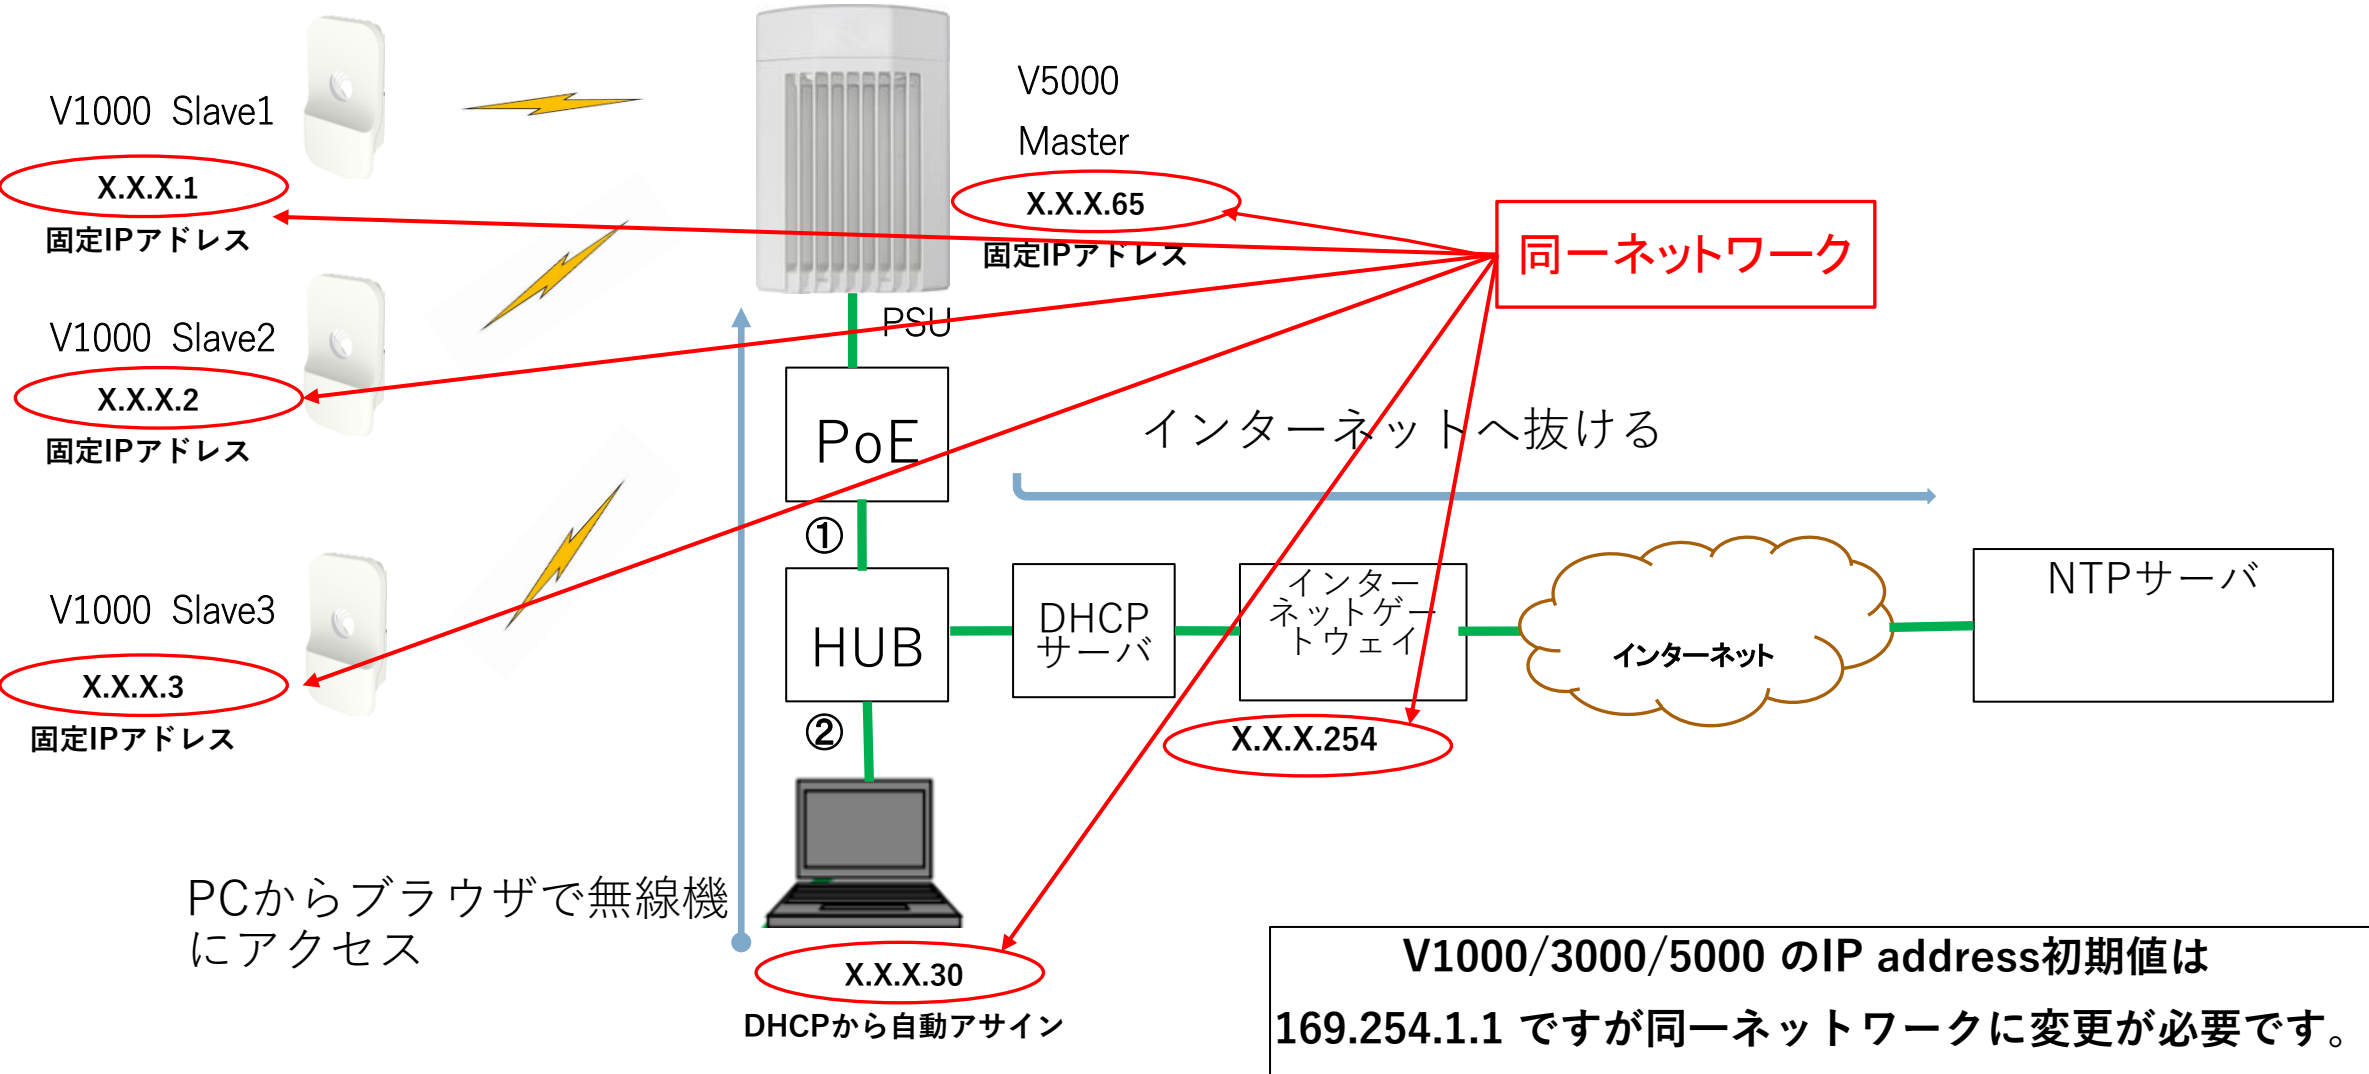 V1000 Slave1
X.X.X.1
固定IPアドレス
V5000
Master
X.X.X.65
固定IPアドレス
同一ネットワーク
V1000 Slave2
X.X.X.2
固定IPアドレス
PSU
PoE
インターネットへ抜ける
①
V1000 Slave3
X.X.X.3
固定IPアドレス
HUB
DHCP
サーバ
インター
ネットゲー
トウェイ
インターネット
NTPサーバ
X.X.X.254
②
PCからブラウザで無線機
にアクセス
X.X.X.30
DHCPから自動アサイン
V1000/3000/5000 のIP address初期値は
169.254.1.1 ですが同一ネットワークに変更が必要です。